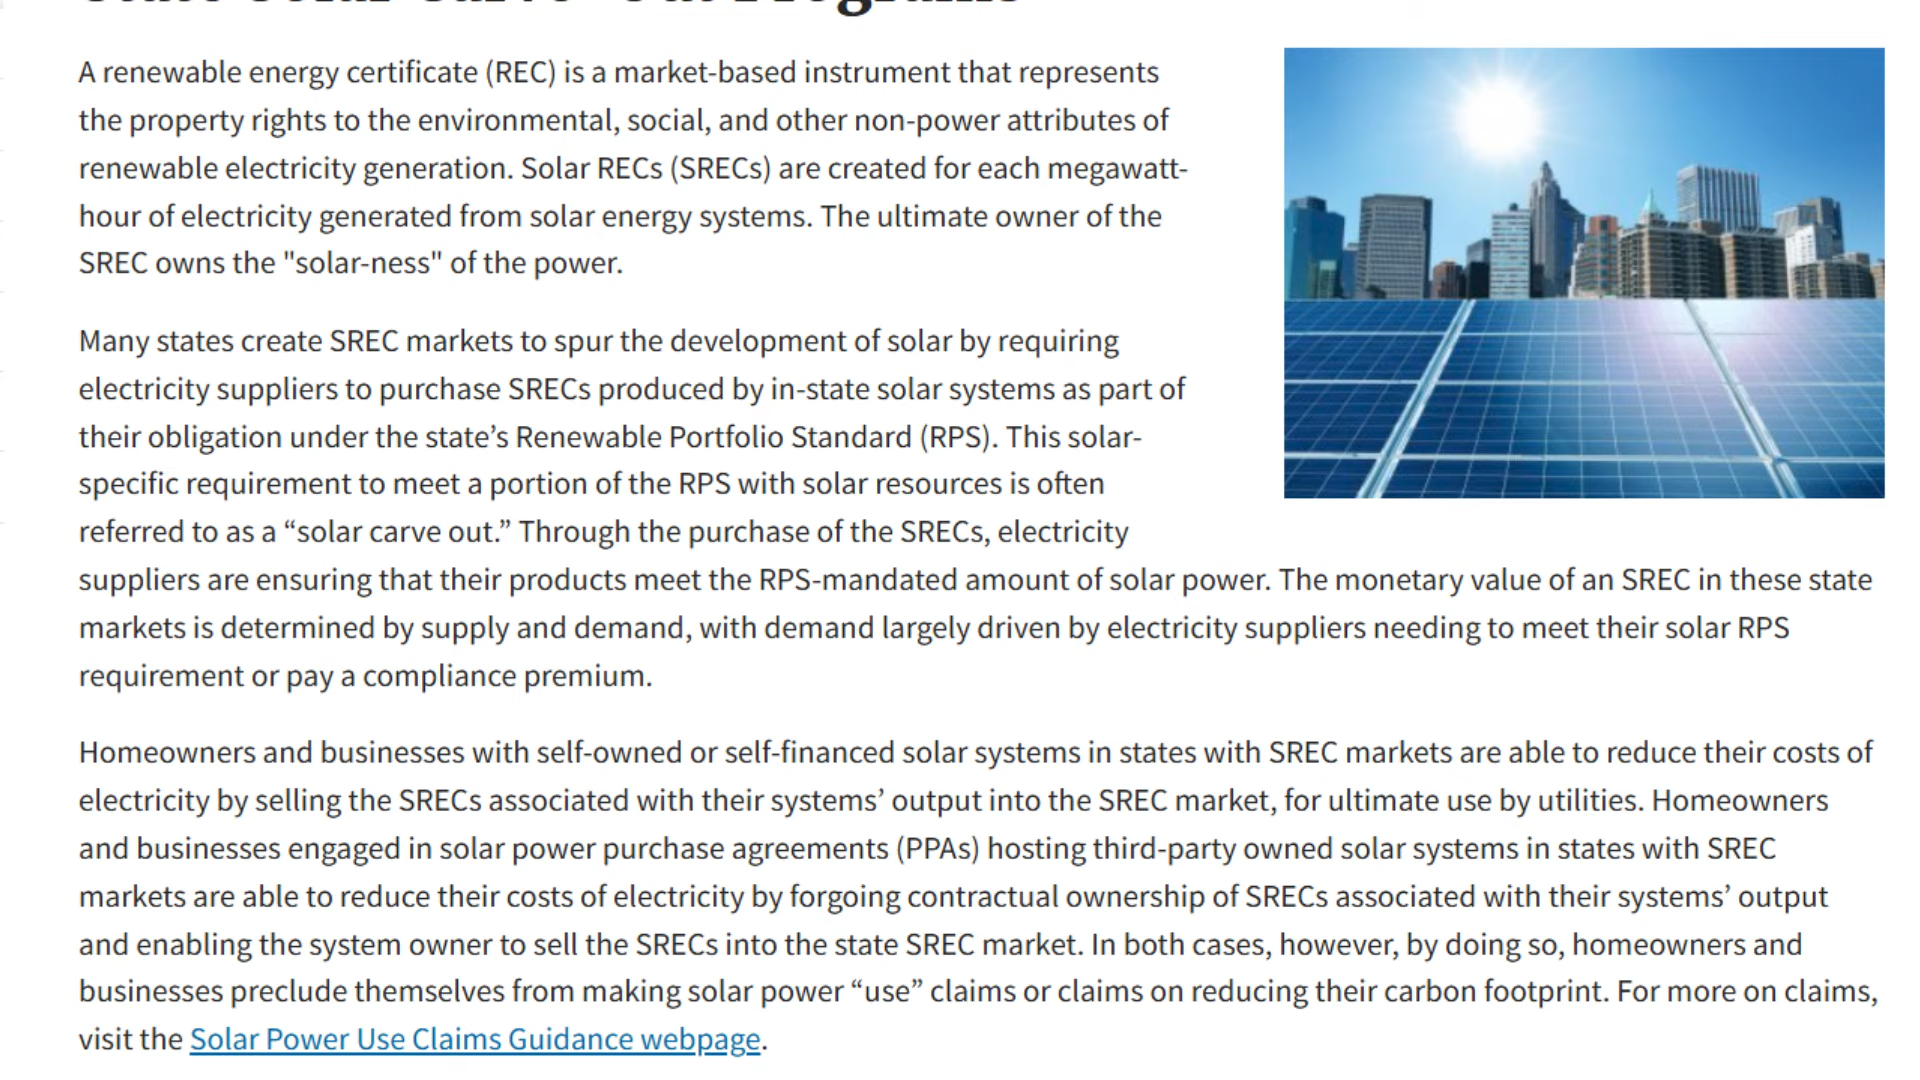 State Solar Carve-Out Programs
A renewable energy certificate (REC) is a market-based instrument that represents
the property rights to the environmental, social, and other non-power attributes of
renewable electricity generation. Solar RECs (SRECs) are created for each megawatt-
hour of electricity generated from solar energy systems. The ultimate owner of the
SREC owns the "solar-ness" of the power.
Many states create SREC markets to spur the development of solar by requiring
electricity suppliers to purchase SRECs produced by in-state solar systems as part of
their obligation under the state’s Renewable Portfolio Standard (RPS). This solar-
specific requirement to meet a portion of the RPS with solar resources is often
referred to as a “solar carve out.” Through the purchase of the SRECs, electricity
suppliers are ensuring that their products meet the RPS-mandated amount of solar power. The monetary value of an SREC in these state
markets is determined by supply and demand, with demand largely driven by electricity suppliers needing to meet their solar RPS
requirement or pay a compliance premium.
Homeowners and businesses with self-owned or self-financed solar systems in states with SREC markets are able to reduce their costs of
electricity by selling the SRECs associated with their systems’ output into the SREC market, for ultimate use by utilities. Homeowners
and businesses engaged in solar power purchase agreements (PPAs) hosting third-party owned solar systems in states with SREC
markets are able to reduce their costs of electricity by forgoing contractual ownership of SRECs associated with their systems’ output
and enabling the system owner to sell the SRECs into the state SREC market. In both cases, however, by doing so, homeowners and
businesses preclude themselves from making solar power “use” claims or claims on reducing their carbon footprint. For more on claims,
visit the Solar Power Use Claims Guidance webpage.